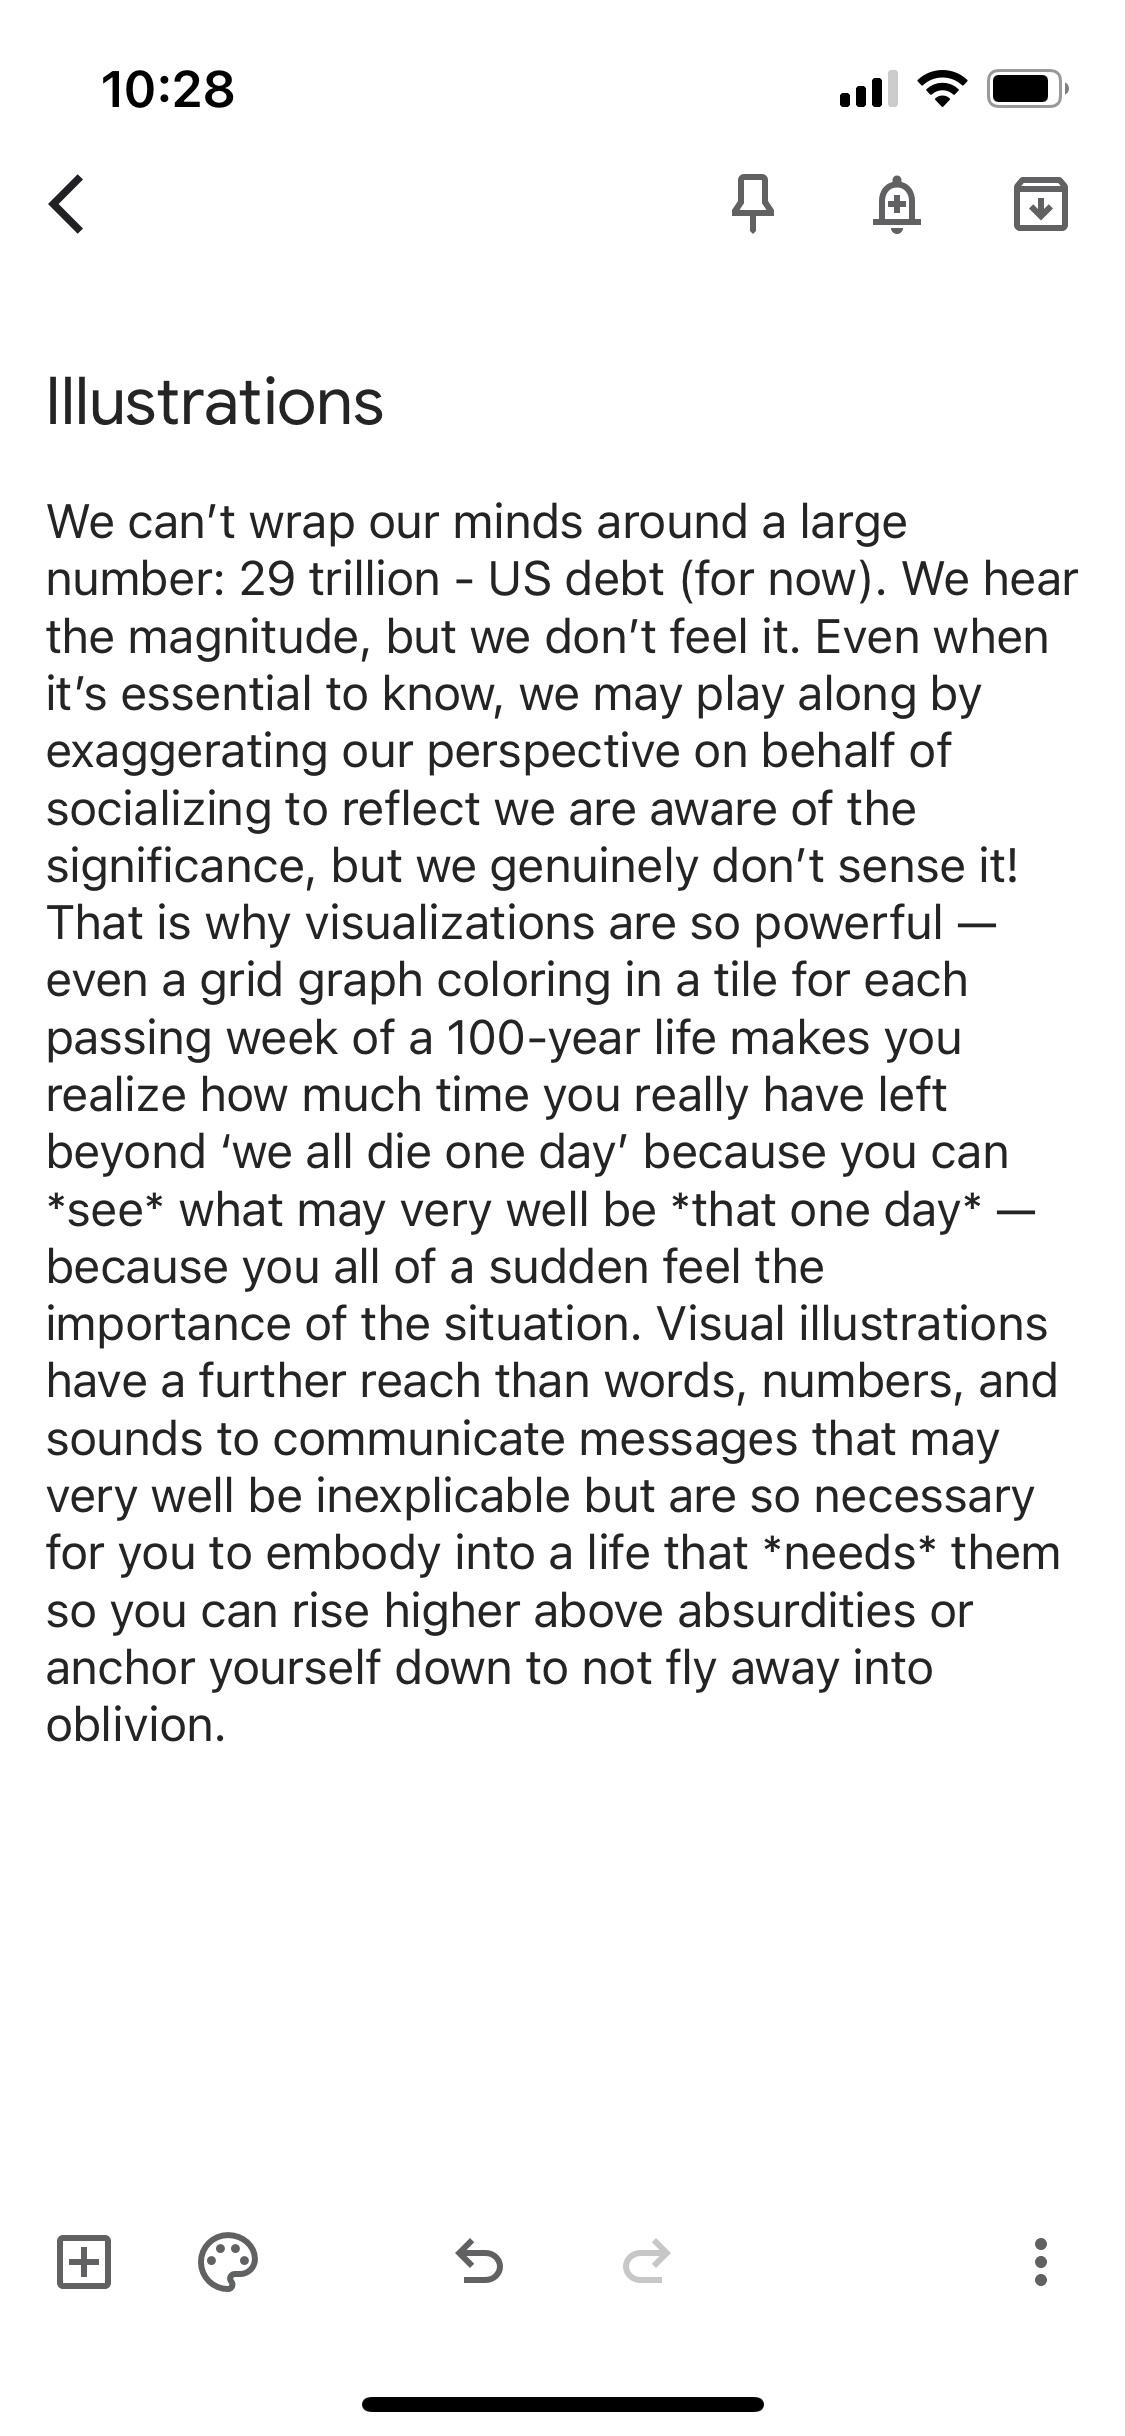 10:28
Illustrations
We can’t wrap our minds around a large
number: 29 trillion - US debt (for now). We hear
the magnitude, but we don’t feel it. Even when
it’s essential to know, we may play along by
exaggerating our perspective on behalf of
socializing to reflect we are aware of the
significance, but we genuinely don’t sense it!
That is why visualizations are so powerful —
even a grid graph coloring in a tile for each
passing week of a 100-year life makes you
realize how much time you really have left
beyond ‘we all die one day’ because you can
*see* what may very well be *that one day* —
because you all of a sudden feel the
importance of the situation. Visual illustrations
have a further reach than words, numbers, and
sounds to communicate messages that may
very well be inexplicable but are so necessary
for you to embody into a life that *needs* them
so you can rise higher above absurdities or
anchor yourself down to not fly away into
oblivion.